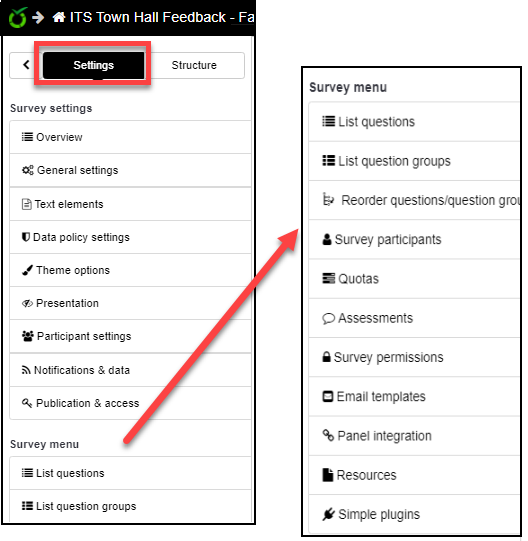 ITS Town Hall Feedback - Fa
Settings
Structure
Survey settings
Overview
General settings
Text elements
Data policy settings
Theme options
Presentation
Participant settings
Notifications & data
Publication & access
Survey menu
List questions
List question groups
Survey menu
List questions
List question groups
Reorder questions/question grou
Survey participants
Quotas
Assessments
Survey permissions
Email templates
Panel integration
Resources
Simple plugins